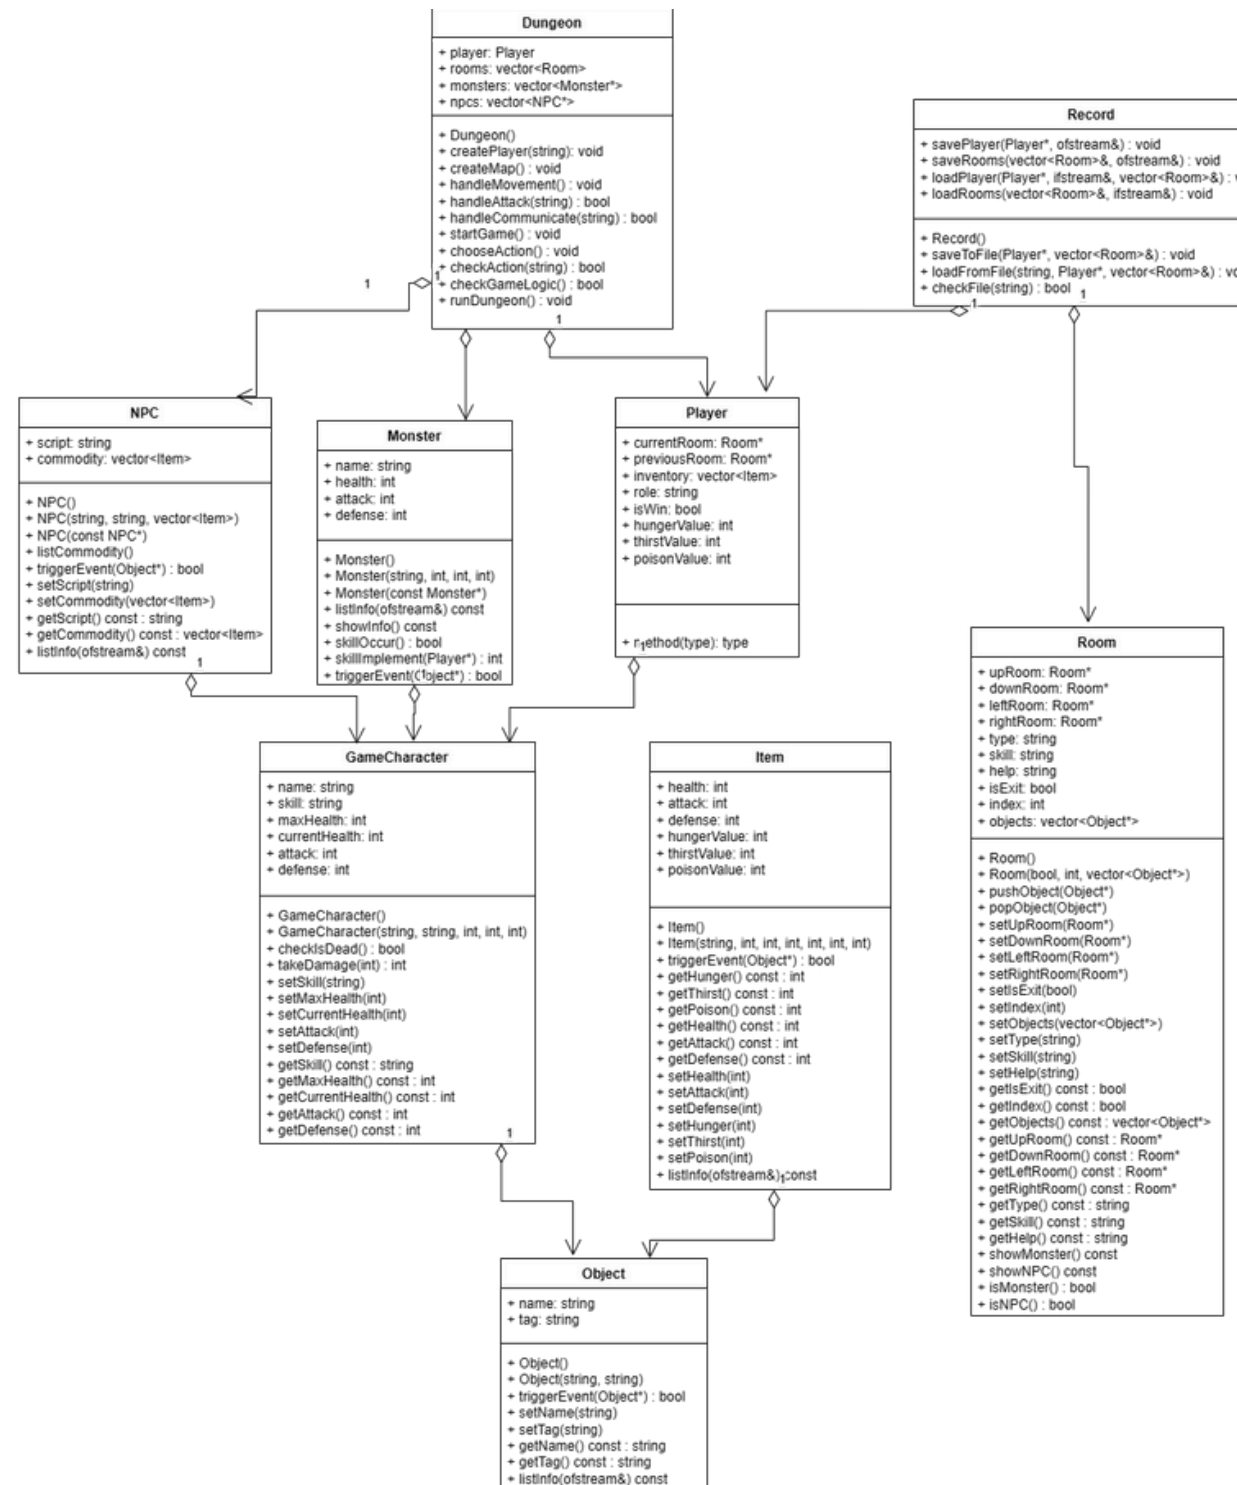 Dungeon
+ player: Player
+ rooms: vector<Room>
+ monsters: vector<Monster*>
+ npcs: vector<NPC*>
+ Dungeon()
+ createPlayer(string): void
+ createMap() : void
+ handleMovement() : void
+ handleAttack(string) : bool
+ handleCommunicate(string) : bool
+ startGame() : void
+ chooseAction() : void
+ checkAction(string) : bool
+ checkGameLogic() : bool
+ runDungeon() : void
1
1
1
Record
+ savePlayer(Player*, ofstream&) : void
+ saveRooms(vector<Room>&, ofstream&) : void
+ loadPlayer(Player*, ifstream&, vector<Room>&) :
+ loadRooms(vector<Room>&, ifstream&) : void
+ Record()
+ saveToFile(Player*, vector<Room>&) : void
+ loadFromFile(string, Player*, vector<Room>&) :
+ checkFile(string) : bool
1
1
NPC
+ script: string
+ commodity: vector<Item>
+ NPC()
+ NPC(string, string, vector<Item>)
+ NPC(const NPC*)
+ listCommodity()
+ triggerEvent(Object*) : bool
+ setScript(string)
+ setCommodity(vector<Item>)
+ getScript() const : string
+ getCommodity() const : vector<Item>
+ listInfo(ofstream&) const
1
Monster
+ name: string
+ health: int
+ attack: int
+ defense: int
+ Monster()
+ Monster(string, int, int, int)
+ Monster(const Monster*)
+ listInfo(ofstream&) const
+ showInfo() const
+ skillOccur() : bool
+ skillImplement(Player*) : int
+ triggerEvent(Object*) : bool
1
Player
+ currentRoom: Room*
+ previousRoom: Room*
+ inventory: vector<Item>
+ role: string
+ isWin: bool
+ hungerValue: int
+ thirstValue: int
+ poisonValue: int
+ method(type): type
1
GameCharacter
+ name: string
+ skill: string
+ maxHealth: int
+ currentHealth: int
+ attack: int
+ defense: int
+ GameCharacter()
+ GameCharacter(string, string, int, int, int)
+ checkIsDead() : bool
+ takeDamage(int) : int
+ setSkill(string)
+ setMaxHealth(int)
+ setCurrentHealth(int)
+ setAttack(int)
+ setDefense(int)
+ getSkill() const : string
+ getMaxHealth() const : int
+ getCurrentHealth() const : int
+ getAttack() const : int
+ getDefense() const : int
1
Item
+ health: int
+ attack: int
+ defense: int
+ hungerValue: int
+ thirstValue: int
+ poisonValue: int
+ Item()
+ Item(string, int, int, int, int, int, int)
+ triggerEvent(Object*) : bool
+ getHunger() const : int
+ getThirst() const : int
+ getPoison() const : int
+ getHealth() const : int
+ getAttack() const : int
+ getDefense() const : int
+ setHealth(int)
+ setAttack(int)
+ setDefense(int)
+ setHunger(int)
+ setThirst(int)
+ setPoison(int)
+ listInfo(ofstream&) const
1
Room
+ upRoom: Room*
+ downRoom: Room*
+ leftRoom: Room*
+ rightRoom: Room*
+ type: string
+ skill: string
+ help: string
+ isExit: bool
+ index: int
+ objects: vector<Object*>
+ Room()
+ Room(bool, int, vector<Object*>)
+ pushObject(Object*)
+ popObject(Object*)
+ setUpRoom(Room*)
+ setDownRoom(Room*)
+ setLeftRoom(Room*)
+ setRightRoom(Room*)
+ setIsExit(bool)
+ setIndex(int)
+ setObjects(vector<Object*>)
+ setType(string)
+ setSkill(string)
+ setHelp(string)
+ getIsExit() const : bool
+ getIndex() const : bool
+ getObjects() const : vector<Object*>
+ getUpRoom() const : Room*
+ getDownRoom() const : Room*
+ getLeftRoom() const : Room*
+ getRightRoom() const : Room*
+ getType() const : string
+ getSkill() const : string
+ getHelp() const : string
+ showMonster() const
+ showNPC() const
+ isMonster() : bool
+ isNPC() : bool
Object
+ name: string
+ tag: string
+ Object()
+ Object(string, string)
+ triggerEvent(Object*) : bool
+ setName(string)
+ setTag(string)
+ getName() const : string
+ getTag() const : string
+ listInfo(ofstream&) const